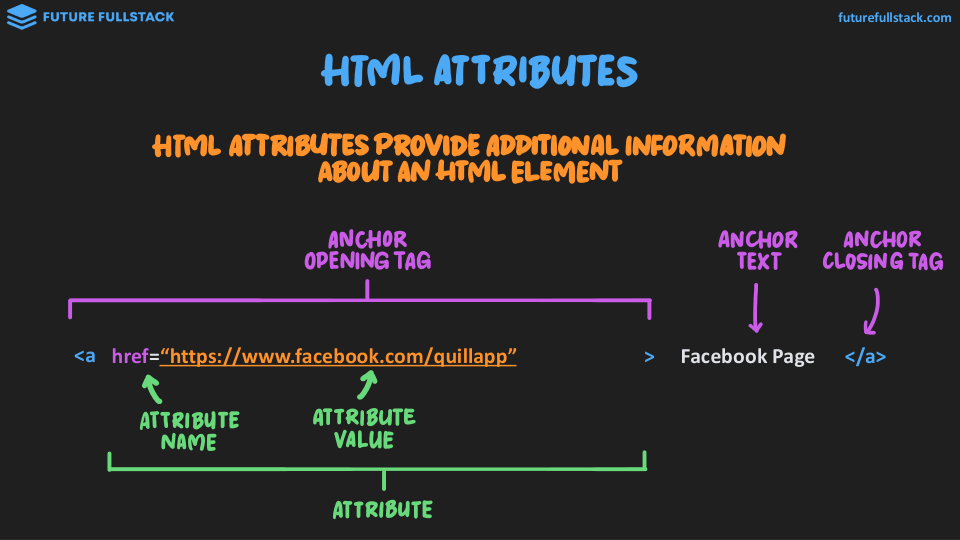 FUTURE FULLSTACK
futurefullstack.com
HTML ATTRIBUTES
HTML ATTRIBUTES PROVIDE ADDITIONAL INFORMATION
ABOUT AN HTML ELEMENT
ANCHOR
OPENING TAG
ANCHOR
TEXT
ANCHOR
CLOSING TAG
<a href=“https://www.facebook.com/quillapp” > Facebook Page </a>
ATTRIBUTE
NAME
ATTRIBUTE
VALUE
ATTRIBUTE